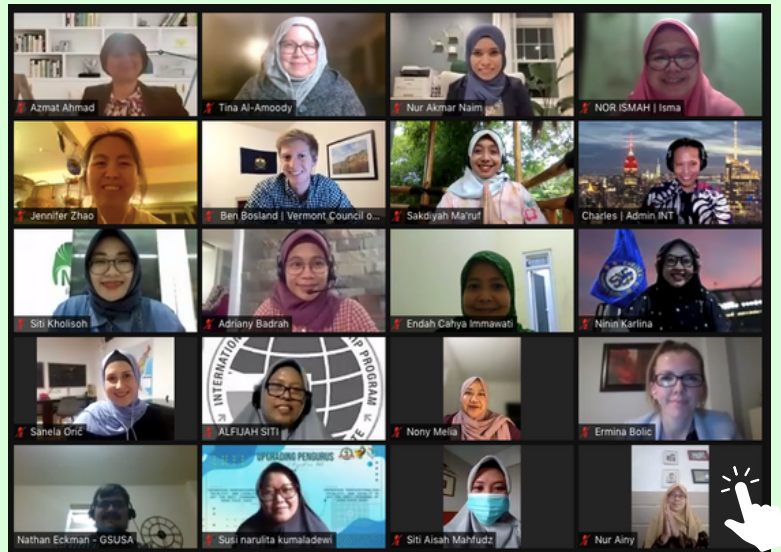 Azmat Ahmad
Tina Al-Amoody
Nur Akmar Naim
NOR ISMAH | Isma
Jennifer Zhao
Ben Bosland | Vermont Council o...
Sakdiyah Ma'ruf
Charles | Admin INT
Siti Kholisoh
Adriany Badrah
Endah Cahya Immawati
Ninin Karlina
Sanela Orić
INTERNATIONAL
PROGRAM
ALFIJAH SITI
Nony Melia
Ermina Bolic
Nathan Eckman - GSUSA
UPGRADING PENGURUS
Susi narulita kumaladewi
Siti Aisah Mahfudz
Nur Ainy